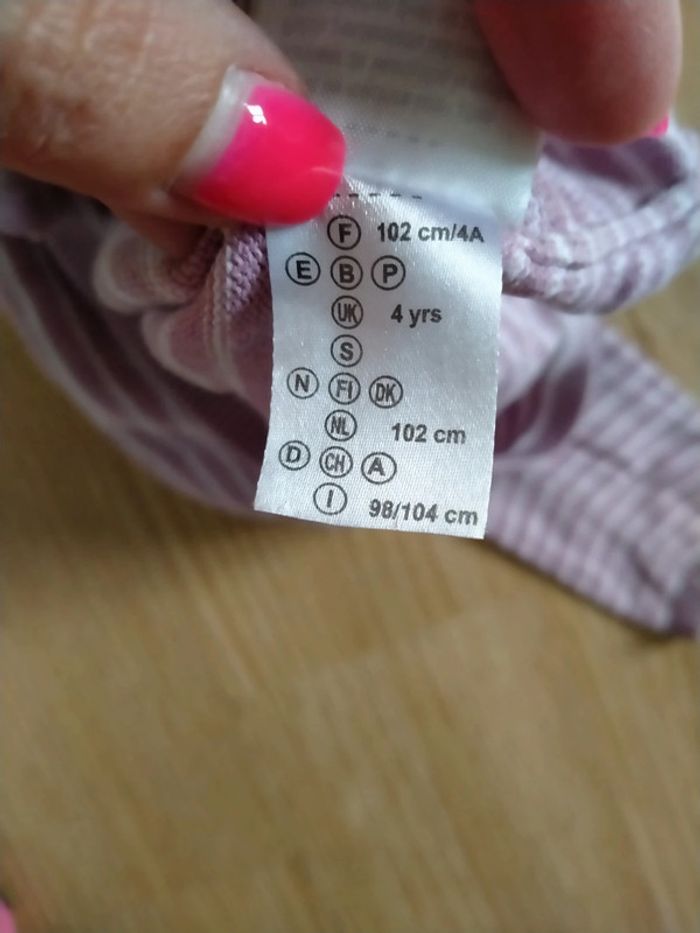 F 102 cm/4A
E B P
UK 4 yrs
S
N FI DK
NL 102 cm
D CH A
I 98/104 cm